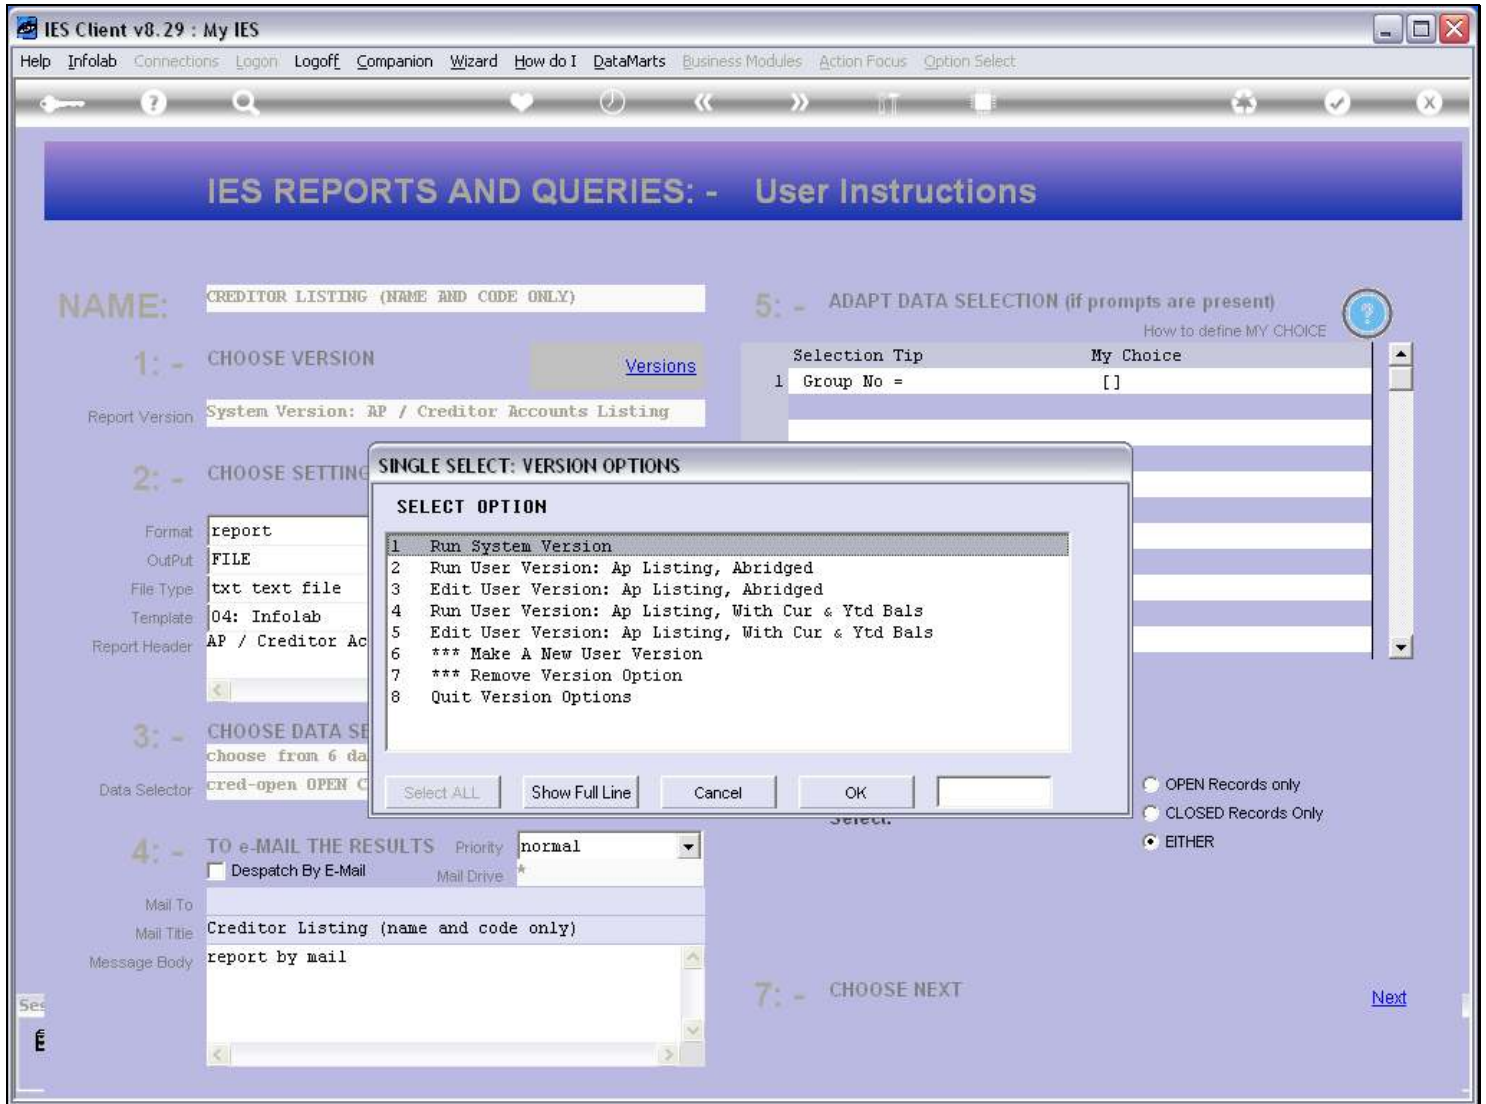 IES Client v8.29 : My IES
Help Infolab Connections Logon Logoff Companion Wizard How do I DataMarts Business Modules Action Focus Option Select
IES REPORTS AND QUERIES: - User Instructions
NAME: CREDITOR LISTING (NAME AND CODE ONLY)
1: - CHOOSE VERSION Versions
Report Version System Version: AP / Creditor Accounts Listing
2: - CHOOSE SETTING
Format report
OutPut FILE
File Type txt text file
Template 04: Infolab
Report Header AP / Creditor Ac
3: - CHOOSE DATA SE
choose from 6 da
Data Selector cred-open OPEN C
4: - TO e-MAIL THE RESULTS Priority normal
Despatch By E-Mail Mail Drive *
Mail To
Mail Title Creditor Listing (name and code only)
Message Body report by mail
5: - ADAPT DATA SELECTION (if prompts are present)
How to define MY CHOICE ?
Selection Tip My Choice
1 Group No = []
SINGLE SELECT: VERSION OPTIONS
SELECT OPTION
1 Run System Version
2 Run User Version: Ap Listing, Abridged
3 Edit User Version: Ap Listing, Abridged
4 Run User Version: Ap Listing, With Cur & Ytd Bals
5 Edit User Version: Ap Listing, With Cur & Ytd Bals
6 *** Make A New User Version
7 *** Remove Version Option
8 Quit Version Options
Select ALL Show Full Line Cancel OK
Select:
OPEN Records only
CLOSED Records Only
EITHER
7: - CHOOSE NEXT Next
Ses